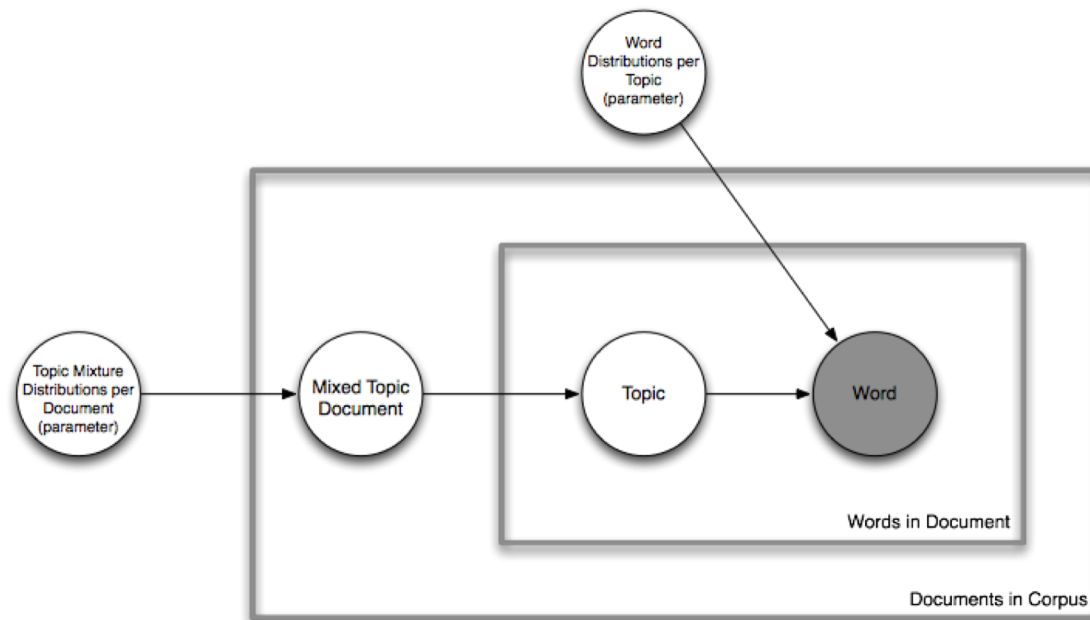 Word
Distributions per
Topic
(parameter)
Topic Mixture
Distributions per
Document
(parameter)
Mixed Topic
Document
Topic
Word
Words in Document
Documents in Corpus